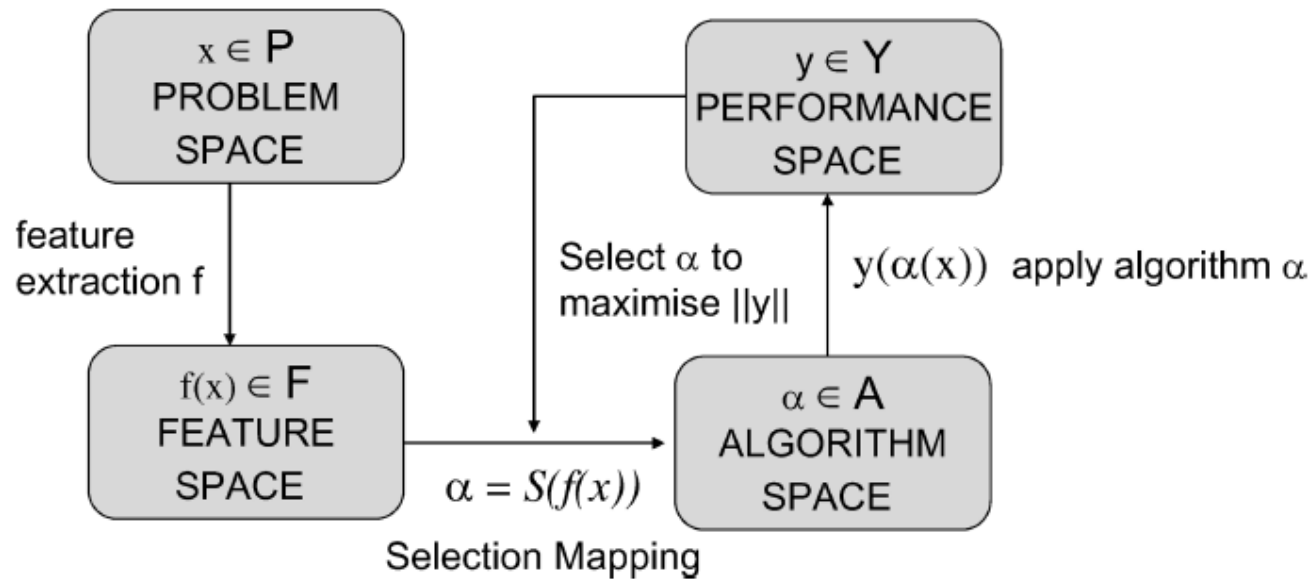 x ∈ P
PROBLEM
SPACE
y ∈ Y
PERFORMANCE
SPACE
feature
extraction f
Select α to
maximise ||y||
y(α(x)) apply algorithm α
f(x) ∈ F
FEATURE
SPACE
α = S(f(x))
Selection Mapping
α ∈ A
ALGORITHM
SPACE